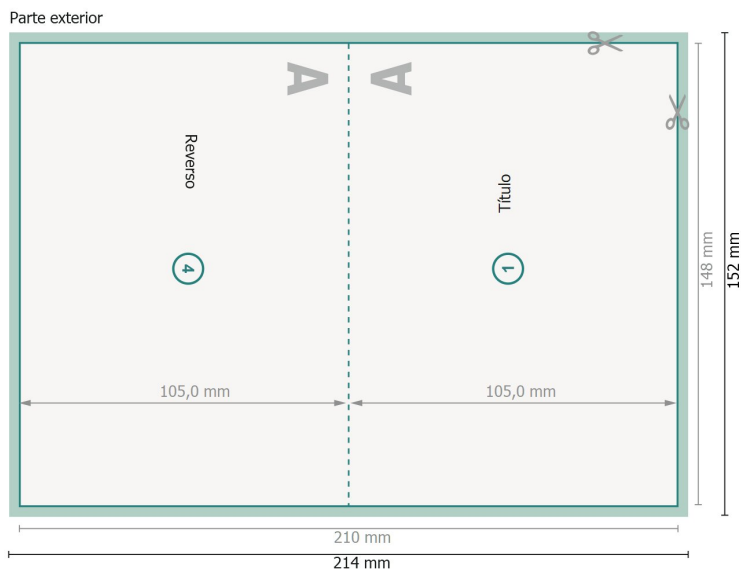 Parte exterior
A
A
Reverso
Título
4
1
105,0 mm
105,0 mm
148 mm
152 mm
210 mm
214 mm